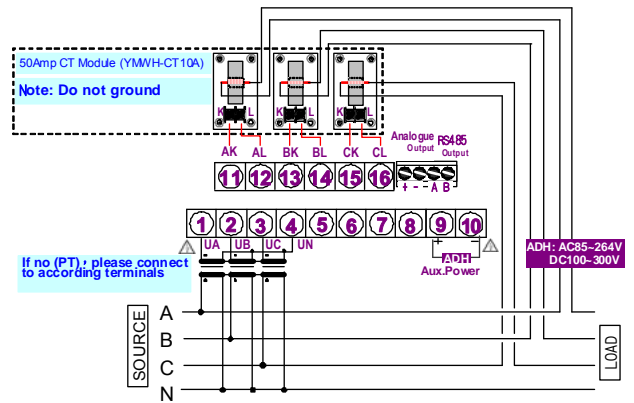 50Amp CT Module (YMWH-CT10A)
Note: Do not ground
K L K L K L
AK AL BK BL CK CL
Analogue Output RS485 Output
11 12 13 14 15 16
+ - - A B
1 2 3 4 5 6 7 8 9 10
UA UB UC UN
ADH
Aux.Power
ADH: AC85~264V
DC100~300V
If no (PT), please connect
to according terminals
SOURCE
A
B
C
N
LOAD